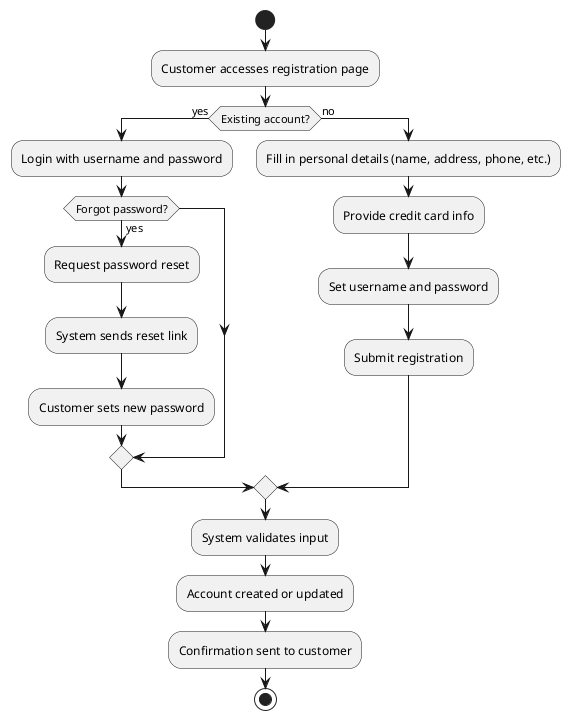 Customer accesses registration page
yes
Existing account?
no
Login with username and password
Forgot password?
yes
Request password reset
System sends reset link
Customer sets new password
Fill in personal details (name, address, phone, etc.)
Provide credit card info
Set username and password
Submit registration
System validates input
Account created or updated
Confirmation sent to customer